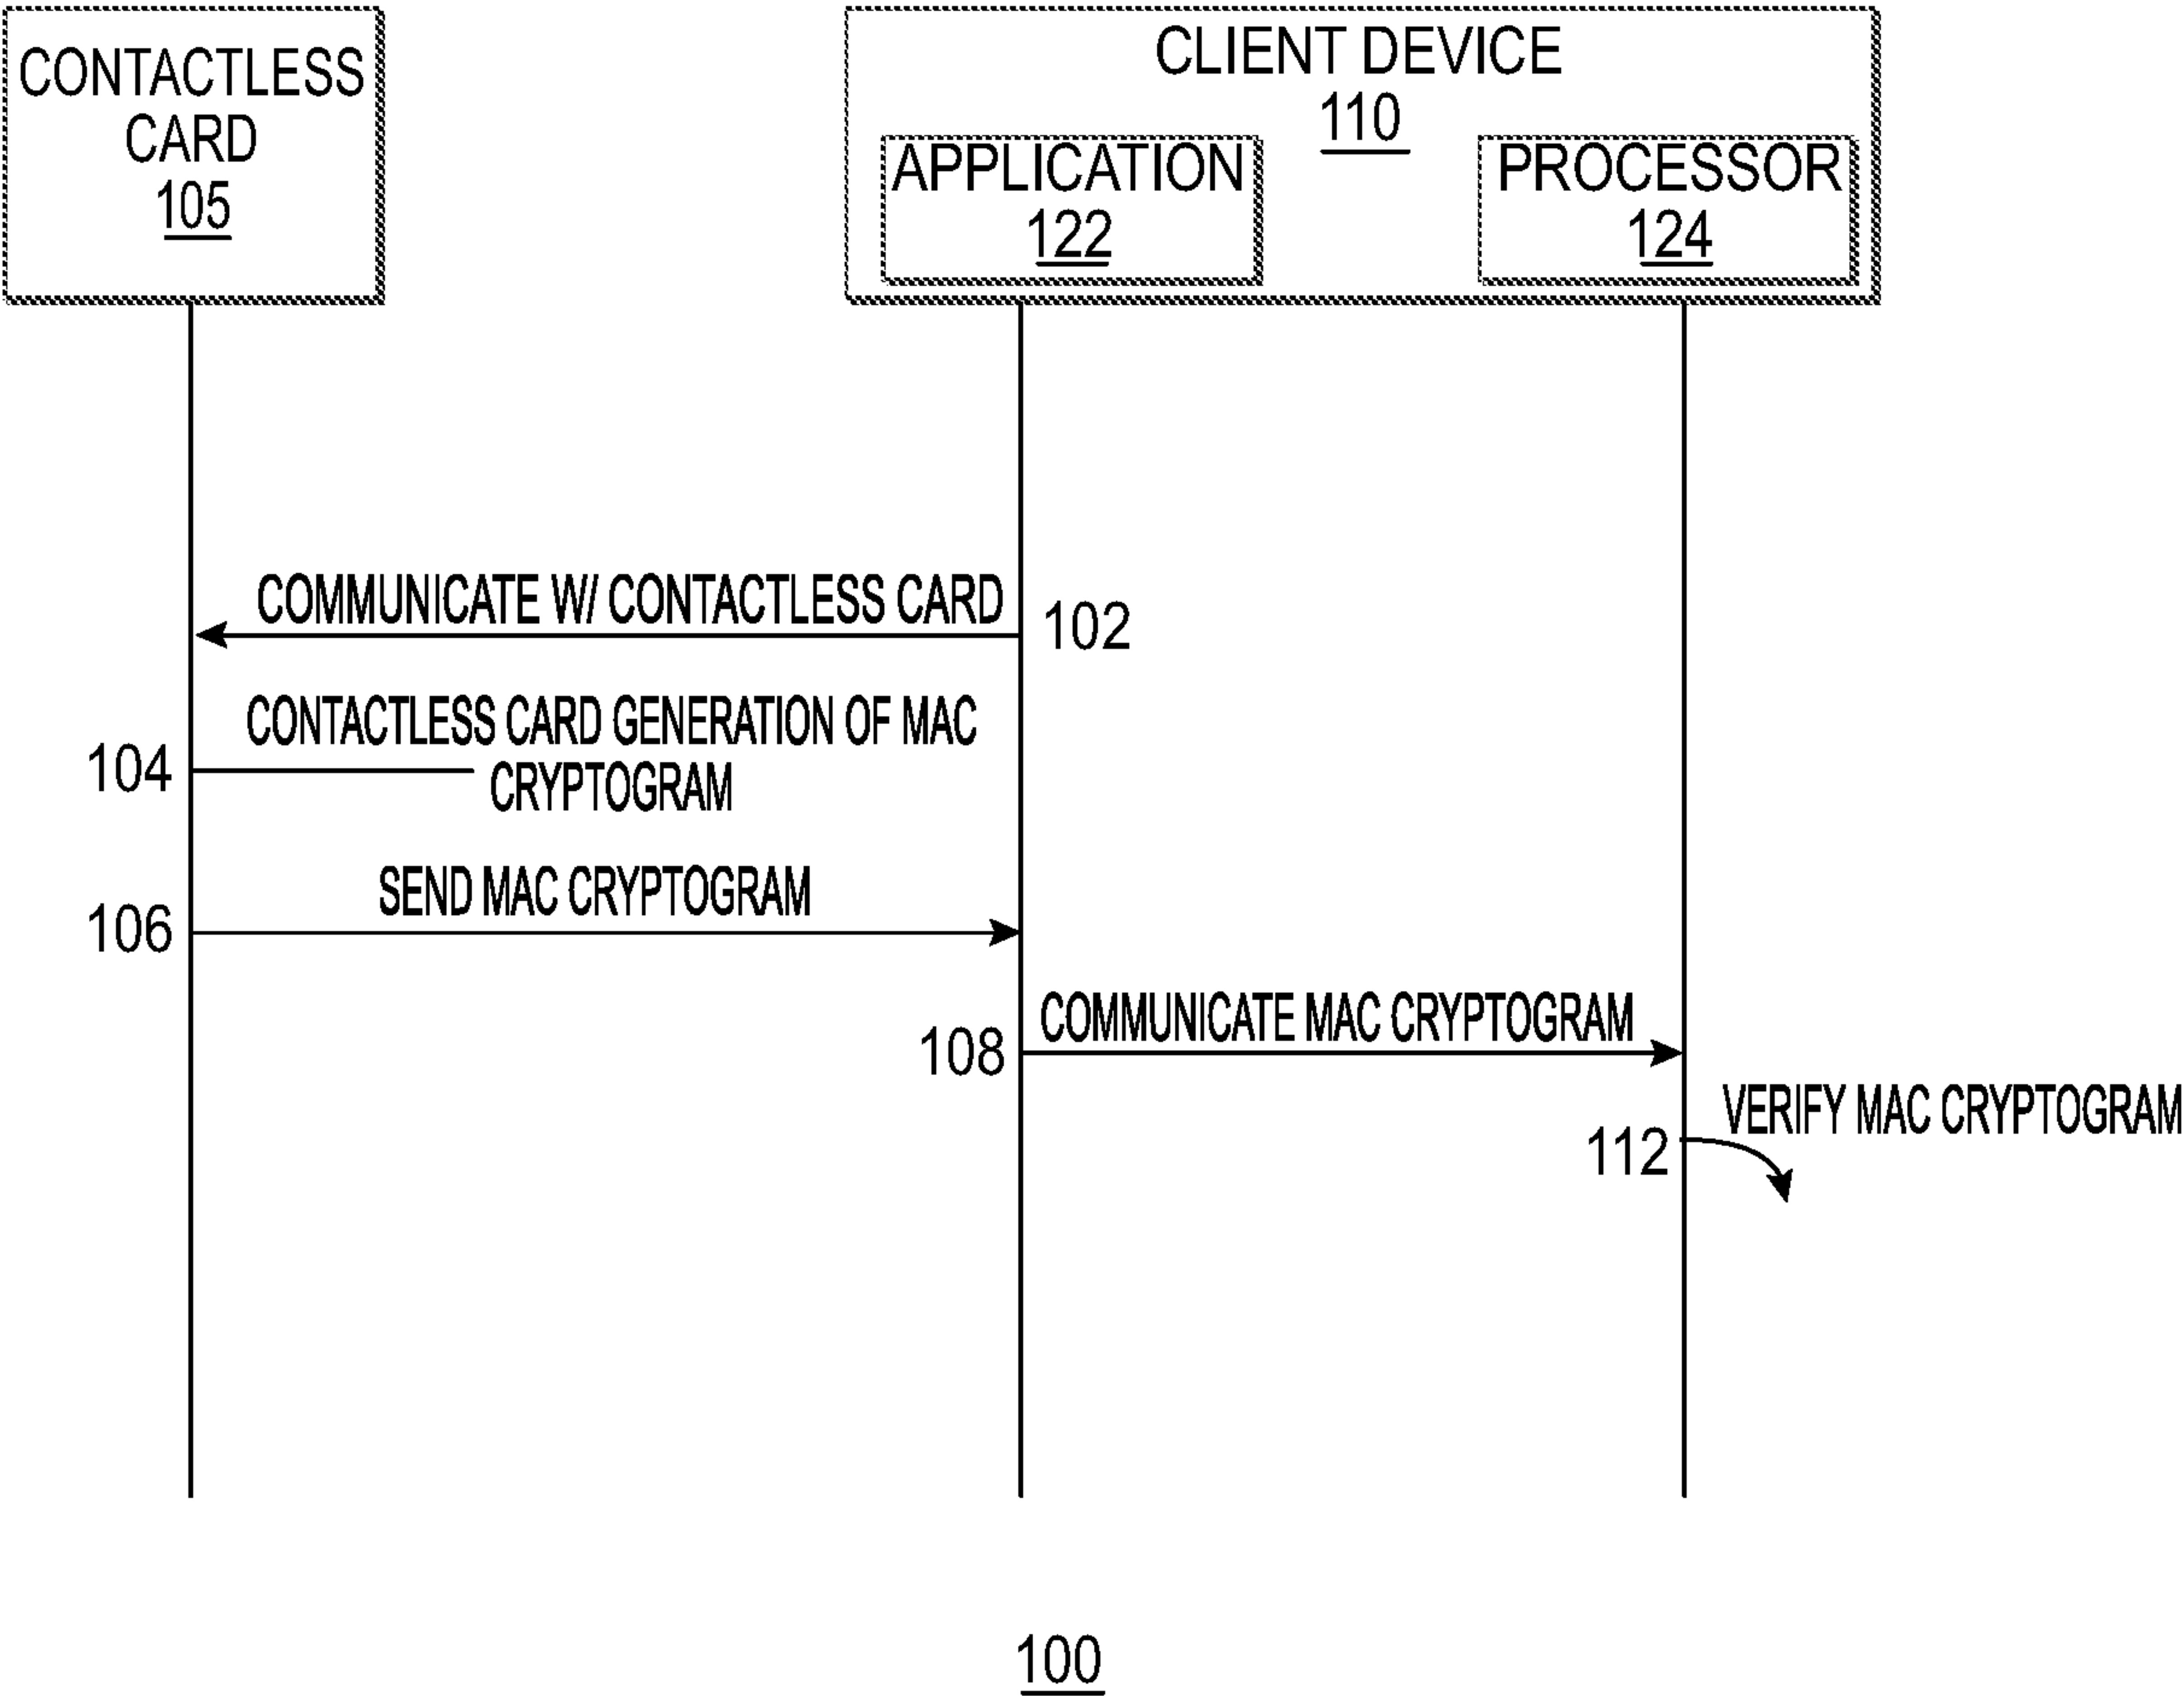 CONTACTLESS
CARD
105
CLIENT DEVICE
110
APPLICATION
122
PROCESSOR
124
COMMUNICATE W/ CONTACTLESS CARD
102
CONTACTLESS CARD GENERATION OF MAC
104
CRYPTOGRAM
SEND MAC CRYPTOGRAM
106
COMMUNICATE MAC CRYPTOGRAM
108
VERIFY MAC CRYPTOGRAM
112
100